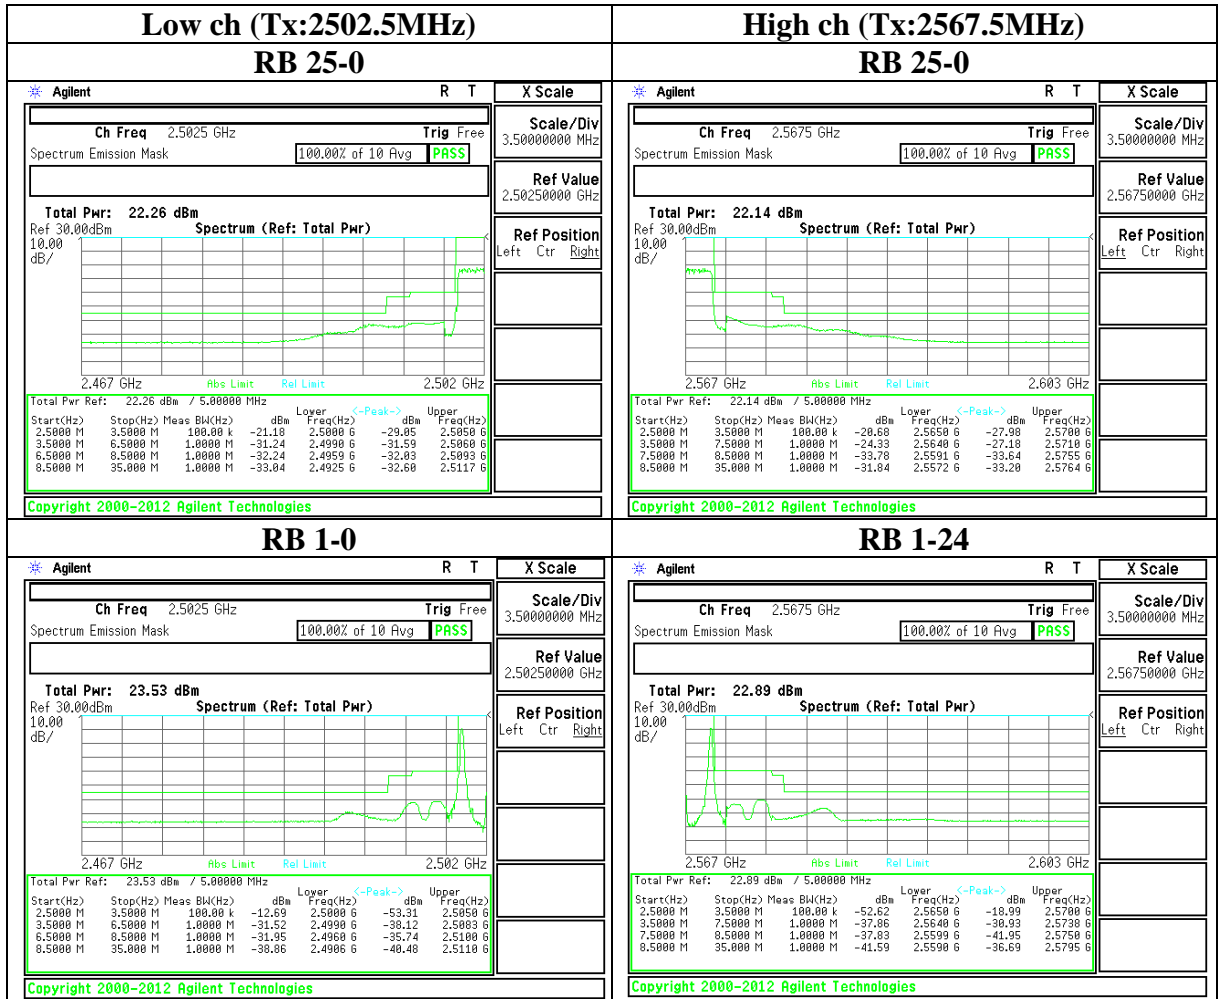 Low ch (Tx:2502.5MHz)
High ch (Tx:2567.5MHz)
RB 25-0
RB 25-0
Agilent R T
X Scale
Ch Freq 2.5025 GHz Trig Free
Spectrum Emission Mask 100.00% of 10 Avg PASS
Scale/Div
3.50000000 MHz
Ref Value
2.50250000 GHz
Ref Position
Left Ctr Right
Total Pwr: 22.26 dBm
Ref 30.00dBm Spectrum (Ref: Total Pwr)
10.00
dB/
2.467 GHz Abs Limit Rel Limit 2.502 GHz
Total Pwr Ref: 22.26 dBm / 5.00000 MHz
Lower <-Peak-> Upper
Start(Hz) Stop(Hz) Meas BW(Hz) dBm Freq(Hz) dBm Freq(Hz)
2.5000 M 3.5000 M 100.00 k -21.18 2.5000 G -29.05 2.5050 G
3.5000 M 6.5000 M 1.0000 M -31.24 2.4990 G -31.59 2.5060 G
6.5000 M 8.5000 M 1.0000 M -32.24 2.4959 G -32.03 2.5093 G
8.5000 M 35.000 M 1.0000 M -33.04 2.4925 G -32.60 2.5117 G
Copyright 2000-2012 Agilent Technologies
Agilent R T
X Scale
Ch Freq 2.5675 GHz Trig Free
Spectrum Emission Mask 100.00% of 10 Avg PASS
Scale/Div
3.50000000 MHz
Ref Value
2.56750000 GHz
Ref Position
Left Ctr Right
Total Pwr: 22.14 dBm
Ref 30.00dBm Spectrum (Ref: Total Pwr)
10.00
dB/
2.567 GHz Abs Limit Rel Limit 2.603 GHz
Total Pwr Ref: 22.14 dBm / 5.00000 MHz
Lower <-Peak-> Upper
Start(Hz) Stop(Hz) Meas BW(Hz) dBm Freq(Hz) dBm Freq(Hz)
2.5000 M 3.5000 M 100.00 k -20.68 2.5650 G -27.98 2.5700 G
3.5000 M 7.5000 M 1.0000 M -24.33 2.5640 G -27.18 2.5710 G
7.5000 M 8.5000 M 1.0000 M -33.78 2.5591 G -33.64 2.5755 G
8.5000 M 35.000 M 1.0000 M -31.84 2.5572 G -33.20 2.5764 G
Copyright 2000-2012 Agilent Technologies
RB 1-0
RB 1-24
Agilent R T
X Scale
Ch Freq 2.5025 GHz Trig Free
Spectrum Emission Mask 100.00% of 10 Avg PASS
Scale/Div
3.50000000 MHz
Ref Value
2.50250000 GHz
Ref Position
Left Ctr Right
Total Pwr: 23.53 dBm
Ref 30.00dBm Spectrum (Ref: Total Pwr)
10.00
dB/
2.467 GHz Abs Limit Rel Limit 2.502 GHz
Total Pwr Ref: 23.53 dBm / 5.00000 MHz
Lower <-Peak-> Upper
Start(Hz) Stop(Hz) Meas BW(Hz) dBm Freq(Hz) dBm Freq(Hz)
2.5000 M 3.5000 M 100.00 k -12.69 2.5000 G -53.31 2.5050 G
3.5000 M 6.5000 M 1.0000 M -31.52 2.4990 G -38.12 2.5083 G
6.5000 M 8.5000 M 1.0000 M -31.95 2.4960 G -35.74 2.5100 G
8.5000 M 35.000 M 1.0000 M -38.86 2.4906 G -40.48 2.5110 G
Copyright 2000-2012 Agilent Technologies
Agilent R T
X Scale
Ch Freq 2.5675 GHz Trig Free
Spectrum Emission Mask 100.00% of 10 Avg PASS
Scale/Div
3.50000000 MHz
Ref Value
2.56750000 GHz
Ref Position
Left Ctr Right
Total Pwr: 22.89 dBm
Ref 30.00dBm Spectrum (Ref: Total Pwr)
10.00
dB/
2.567 GHz Abs Limit Rel Limit 2.603 GHz
Total Pwr Ref: 22.89 dBm / 5.00000 MHz
Lower <-Peak-> Upper
Start(Hz) Stop(Hz) Meas BW(Hz) dBm Freq(Hz) dBm Freq(Hz)
2.5000 M 3.5000 M 100.00 k -52.62 2.5650 G -18.99 2.5700 G
3.5000 M 7.5000 M 1.0000 M -37.86 2.5640 G -30.93 2.5738 G
7.5000 M 8.5000 M 1.0000 M -37.83 2.5599 G -41.95 2.5750 G
8.5000 M 35.000 M 1.0000 M -41.59 2.5590 G -36.69 2.5795 G
Copyright 2000-2012 Agilent Technologies